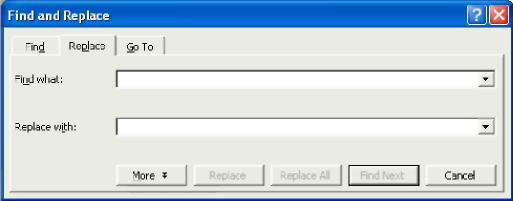 Find and Replace
Find Replace Go To
Find what:
Replace with:
More Replace Replace All Find Next Cancel